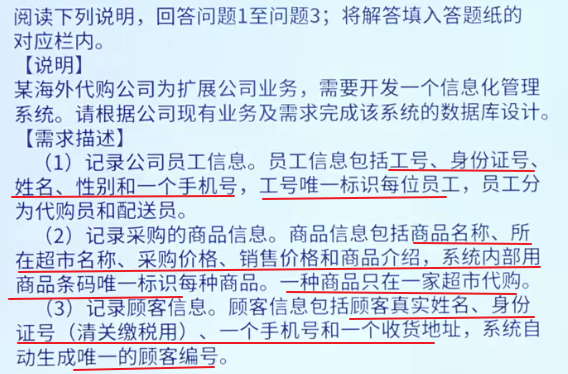 阅读下列说明，回答问题1至问题3；将解答填入答题纸的
对应栏内。
【说明】
某海外代购公司为扩展公司业务，需要开发一个信息化管理
系统。请根据公司现有业务及需求完成该系统的数据库设计。
【需求描述】
（1）记录公司员工信息。员工信息包括工号、身份证号、
姓名、性别和一个手机号，工号唯一标识每位员工，员工分
为代购员和配送员。
（2）记录采购的商品信息。商品信息包括商品名称、所
在超市名称、采购价格、销售价格和商品介绍，系统内部用
商品条码唯一标识每种商品。一种商品只在一家超市代购。
（3）记录顾客信息。顾客信息包括顾客真实姓名、身份
证号（清关缴税用）、一个手机号和一个收货地址，系统自
动生成唯一的顾客编号。